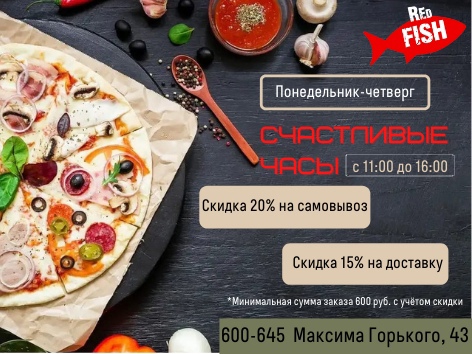 RED
FISH
Понедельник-четверг
СЧАСТЛИВЫЕ
ЧАСЫ с 11:00 до 16:00
Скидка 20% на самовывоз
Скидка 15% на доставку
*Минимальная сумма заказа 600 руб. с учётом скидки
600-645 Максима Горького, 43